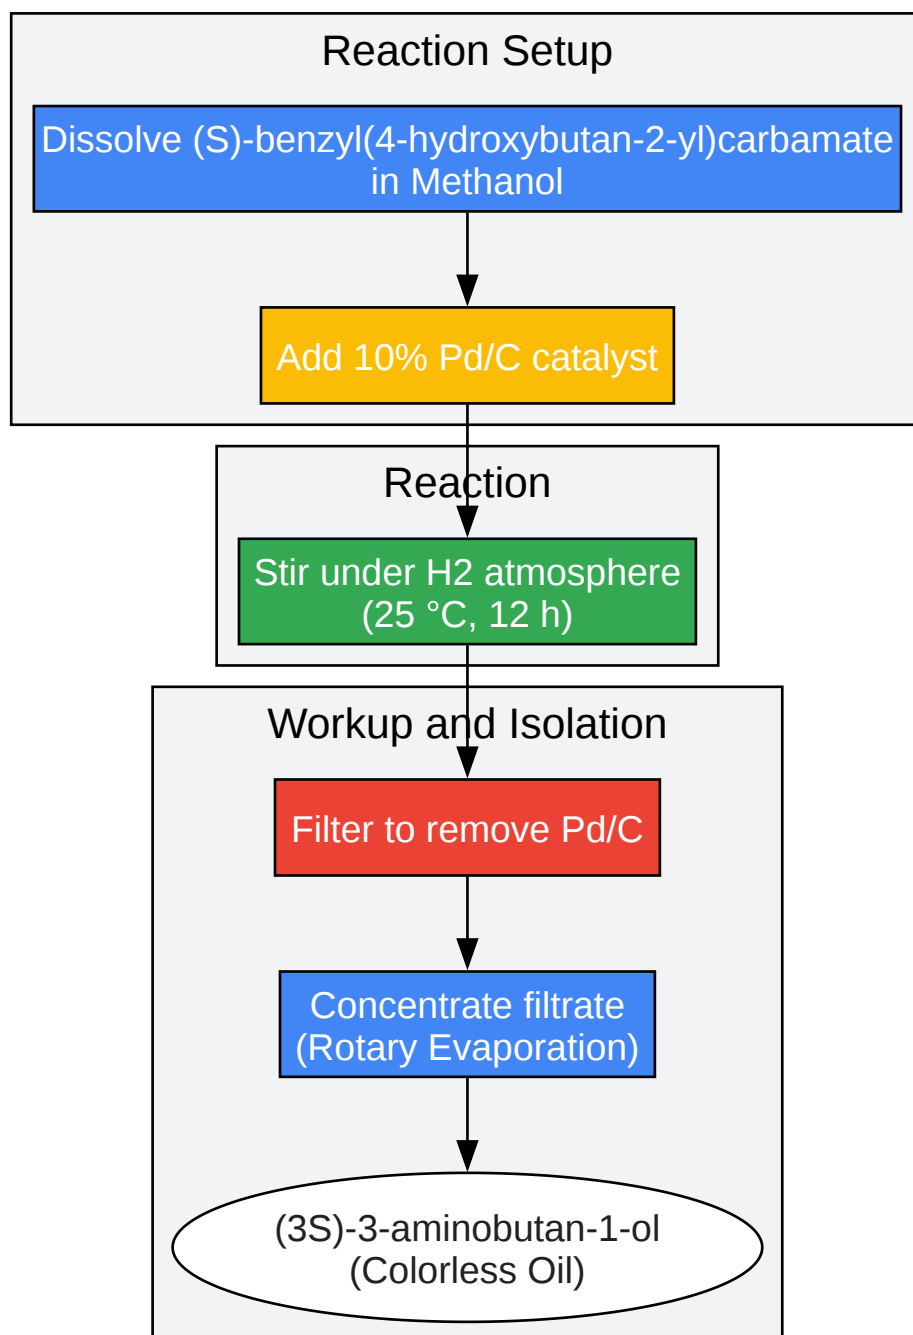 Reaction Setup
Dissolve (S)-benzyl(4-hydroxybutan-2-yl)carbamate
in Methanol
Add 10% Pd/C catalyst
Reaction
Stir under H2 atmosphere
(25 °C, 12 h)
Workup and Isolation
Filter to remove Pd/C
Concentrate filtrate
(Rotary Evaporation)
(3S)-3-aminobutan-1-ol
(Colorless Oil)